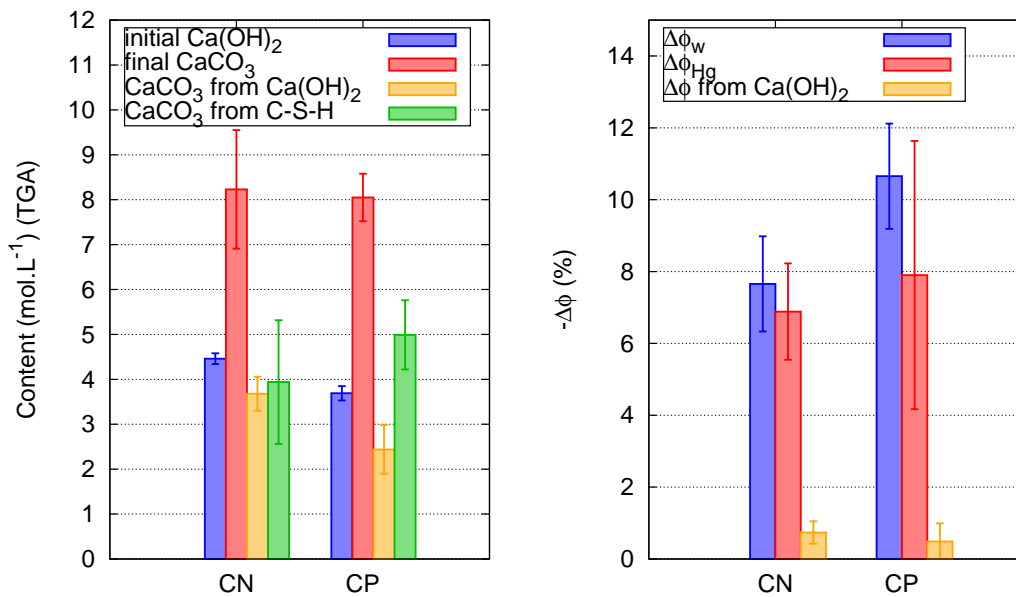 12
11
10
9
8
7
6
5
4
3
2
1
0
Content (mol.L⁻¹) (TGA)
initial Ca(OH)₂
final CaCO₃
CaCO₃ from Ca(OH)₂
CaCO₃ from C-S-H
CN CP
14
12
10
8
6
4
2
0
-Δϕ (%)
Δϕ_w
Δϕ_Hg
Δϕ from Ca(OH)₂
CN CP